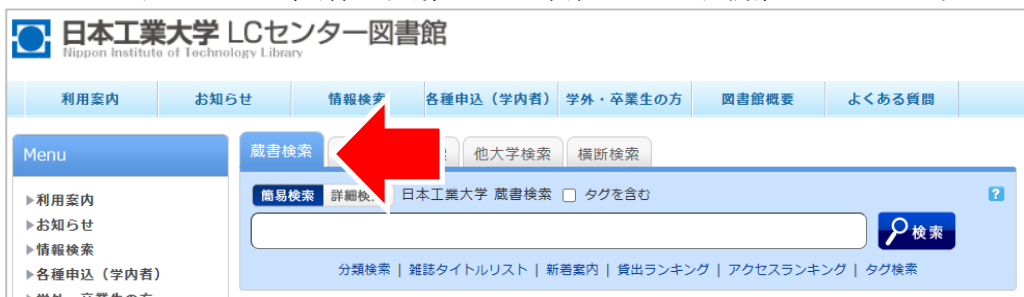 日本工業大学 LCセンター図書館
Nippon Institute of Technology Library
利用案内 お知らせ 情報検索 各種申込（学内者） 学外・卒業生の方 図書館概要 よくある質問
Menu
蔵書検索 他大学検索 横断検索
簡易検索 詳細検 日本工業大学 蔵書検索 タグを含む ?
検索
分類検索 | 雑誌タイトルリスト | 新着案内 | 貸出ランキング | アクセスランキング | タグ検索
▶利用案内
▶お知らせ
▶情報検索
▶各種申込（学内者）